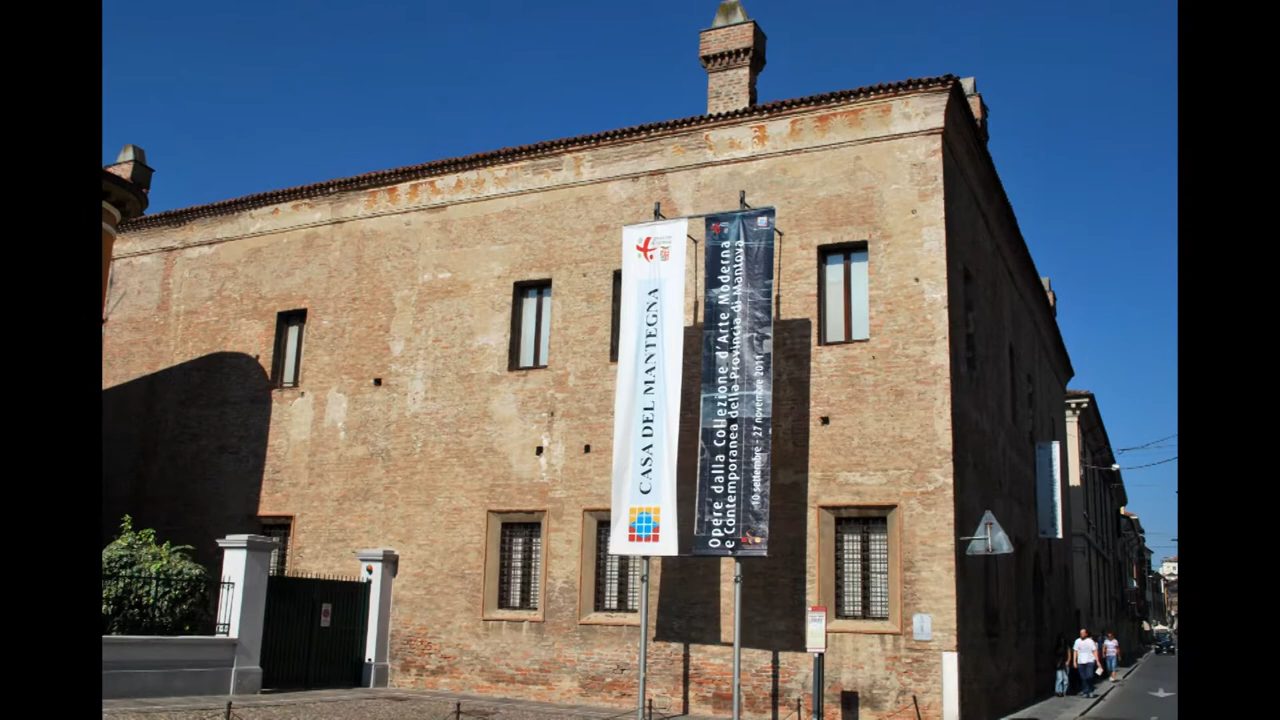 CASA DEL MANTEGNA
Opere dalla Collezione d'Arte Moderna
e Contemporanea della Provincia di Mantova
10 settembre - 27 novembre 2011